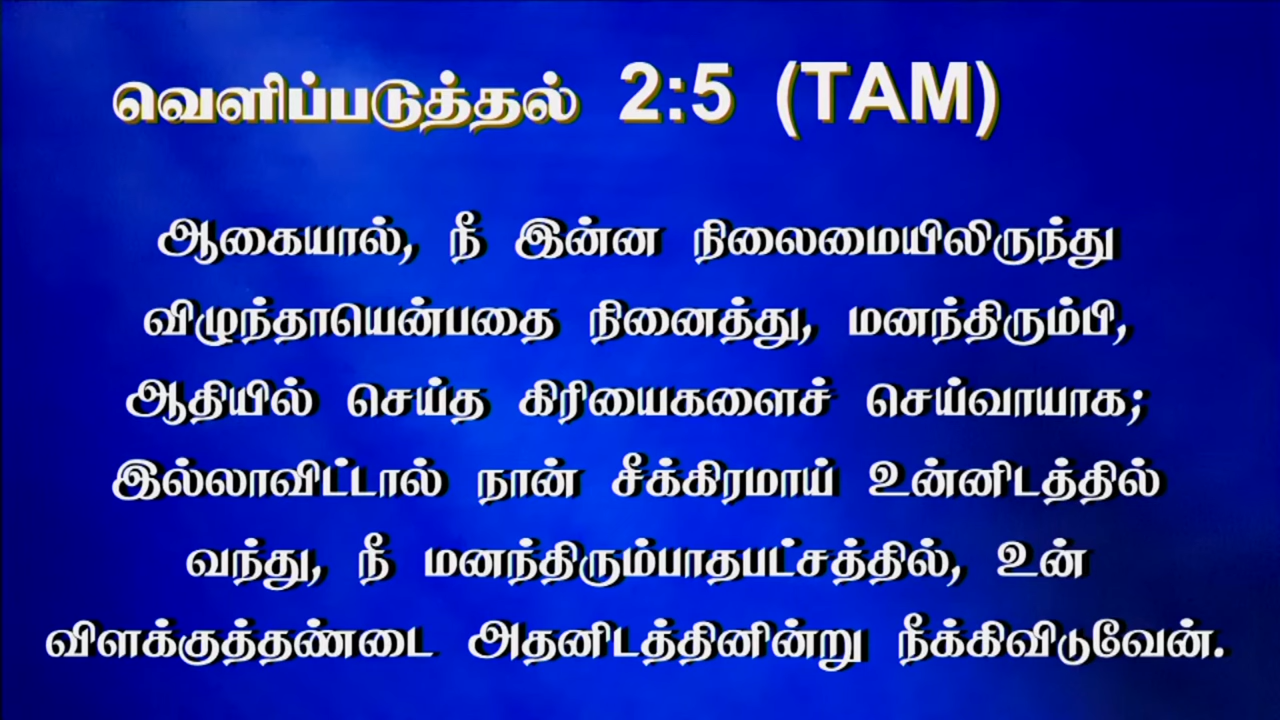 வெளிப்படுத்தல் 2:5 (TAM)
ஆகையால், நீ இன்ன நிலைமையிலிருந்து
விழுந்தாயென்பதை நினைத்து, மனந்திரும்பி,
ஆதியில் செய்த கிரியைகளைச் செய்வாயாக;
இல்லாவிட்டால் நான் சீக்கிரமாய் உன்னிடத்தில்
வந்து, நீ மனந்திரும்பாதபட்சத்தில், உன்
விளக்குத்தண்டை அதனிடத்தினின்று நீக்கிவிடுவேன்.